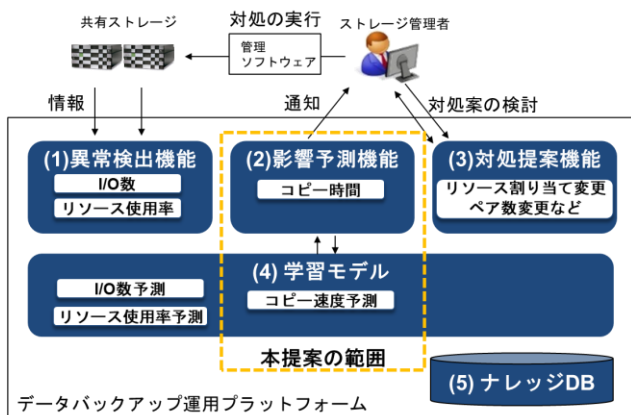 共有ストレージ
対処の実行
ストレージ管理者
管理
ソフトウェア
情報
通知
対処案の検討
(1)異常検出機能
I/O数
リソース使用率
(2)影響予測機能
コピー時間
(3)対処提案機能
リソース割り当て変更
ペア数変更など
(4) 学習モデル
I/O数予測
リソース使用率予測
コピー速度予測
本提案の範囲
(5) ナレッジDB
データバックアップ運用プラットフォーム